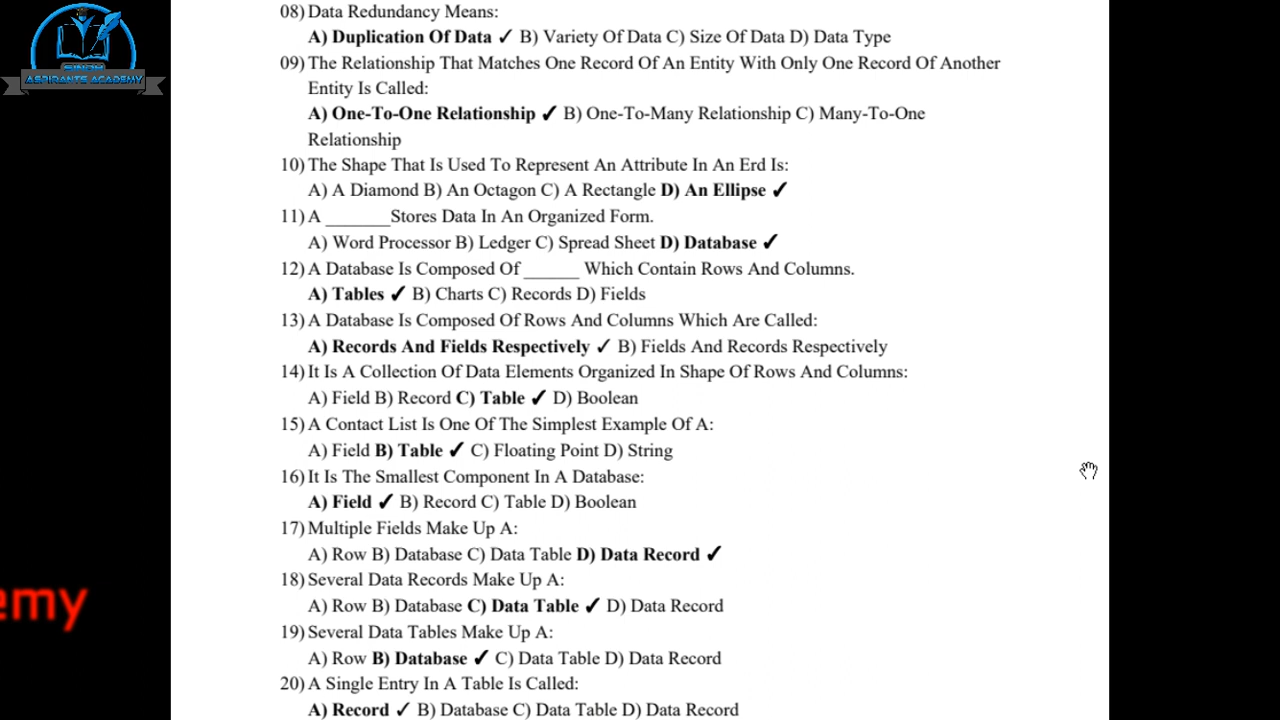 SINDH
ASPIRANTS ACADEMY
08) Data Redundancy Means:
A) Duplication Of Data ✓ B) Variety Of Data C) Size Of Data D) Data Type
09) The Relationship That Matches One Record Of An Entity With Only One Record Of Another
Entity Is Called:
A) One-To-One Relationship ✓ B) One-To-Many Relationship C) Many-To-One
Relationship
10) The Shape That Is Used To Represent An Attribute In An Erd Is:
A) A Diamond B) An Octagon C) A Rectangle D) An Ellipse ✓
11) A _______Stores Data In An Organized Form.
A) Word Processor B) Ledger C) Spread Sheet D) Database ✓
12) A Database Is Composed Of ______ Which Contain Rows And Columns.
A) Tables ✓ B) Charts C) Records D) Fields
13) A Database Is Composed Of Rows And Columns Which Are Called:
A) Records And Fields Respectively ✓ B) Fields And Records Respectively
14) It Is A Collection Of Data Elements Organized In Shape Of Rows And Columns:
A) Field B) Record C) Table ✓ D) Boolean
15) A Contact List Is One Of The Simplest Example Of A:
A) Field B) Table ✓ C) Floating Point D) String
16) It Is The Smallest Component In A Database:
A) Field ✓ B) Record C) Table D) Boolean
17) Multiple Fields Make Up A:
A) Row B) Database C) Data Table D) Data Record ✓
18) Several Data Records Make Up A:
A) Row B) Database C) Data Table ✓ D) Data Record
emy
19) Several Data Tables Make Up A:
A) Row B) Database ✓ C) Data Table D) Data Record
20) A Single Entry In A Table Is Called:
A) Record ✓ B) Database C) Data Table D) Data Record